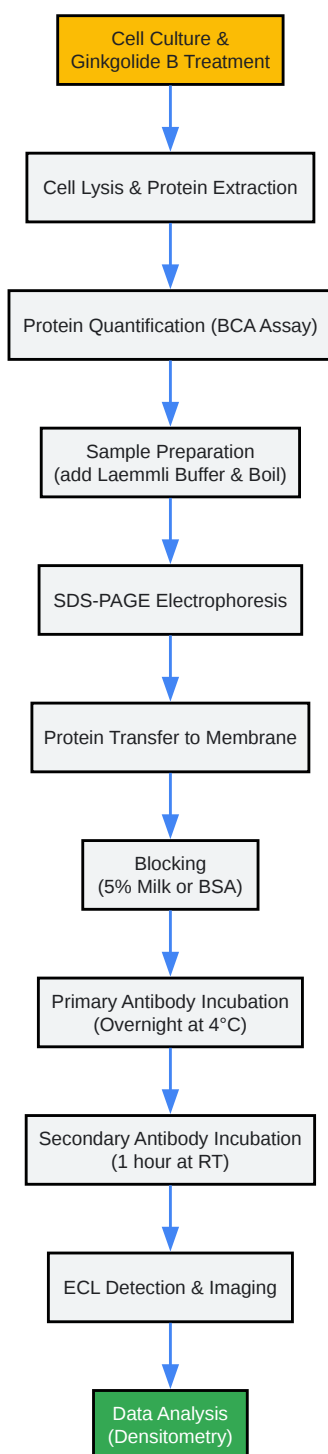 Cell Culture &
Ginkgolide B Treatment
Cell Lysis & Protein Extraction
Protein Quantification (BCA Assay)
Sample Preparation
(add Laemmli Buffer & Boil)
SDS-PAGE Electrophoresis
Protein Transfer to Membrane
Blocking
(5% Milk or BSA)
Primary Antibody Incubation
(Overnight at 4°C)
Secondary Antibody Incubation
(1 hour at RT)
ECL Detection & Imaging
Data Analysis
(Densitometry)